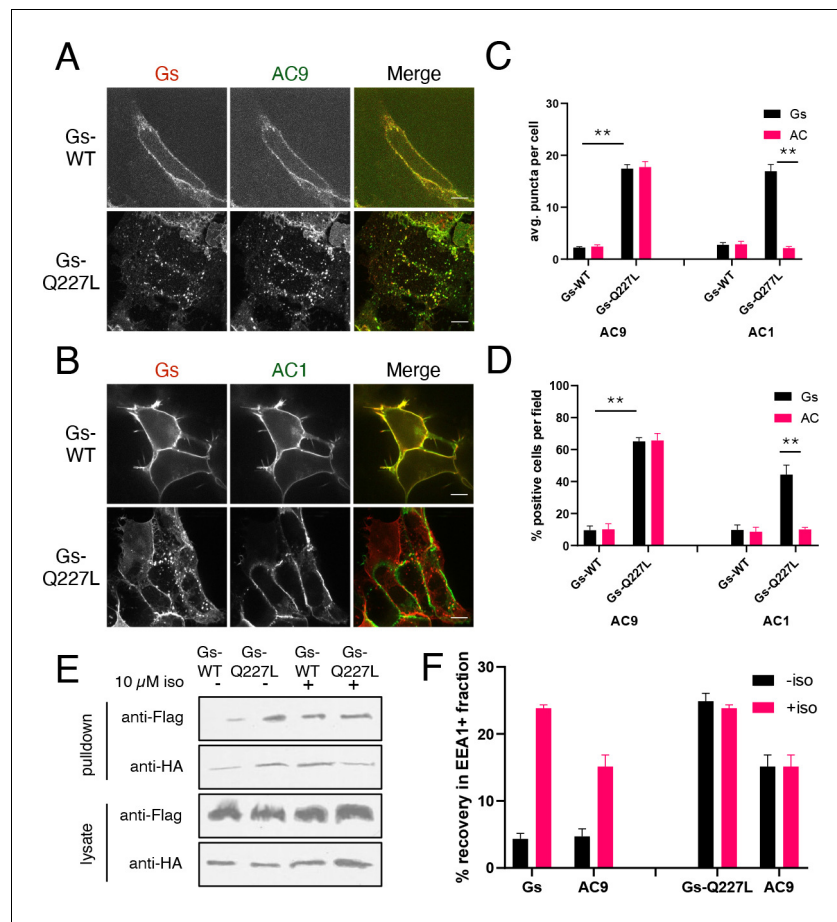 A
Gs AC9 Merge
Gs-
WT
Gs-
Q227L
B
Gs AC1 Merge
Gs-
WT
Gs-
Q227L
C
avg. puncta per cell
30
20
10
0
Gs
AC
**
**
Gs-WT Gs-Q227L Gs-WT Gs-Q277L
AC9 AC1
D
% positive cells per field
100
80
60
40
20
0
Gs
AC
**
**
Gs-WT Gs-Q227L Gs-WT Gs-Q227L
AC9 AC1
E
Gs- Gs- Gs- Gs-
WT Q227L WT Q227L
10 µM iso - - + +
pulldown
anti-Flag
anti-HA
lysate
anti-Flag
anti-HA
F
% recovery in EEA1+ fraction
30
20
10
0
-iso
+iso
Gs AC9 Gs-Q227L AC9